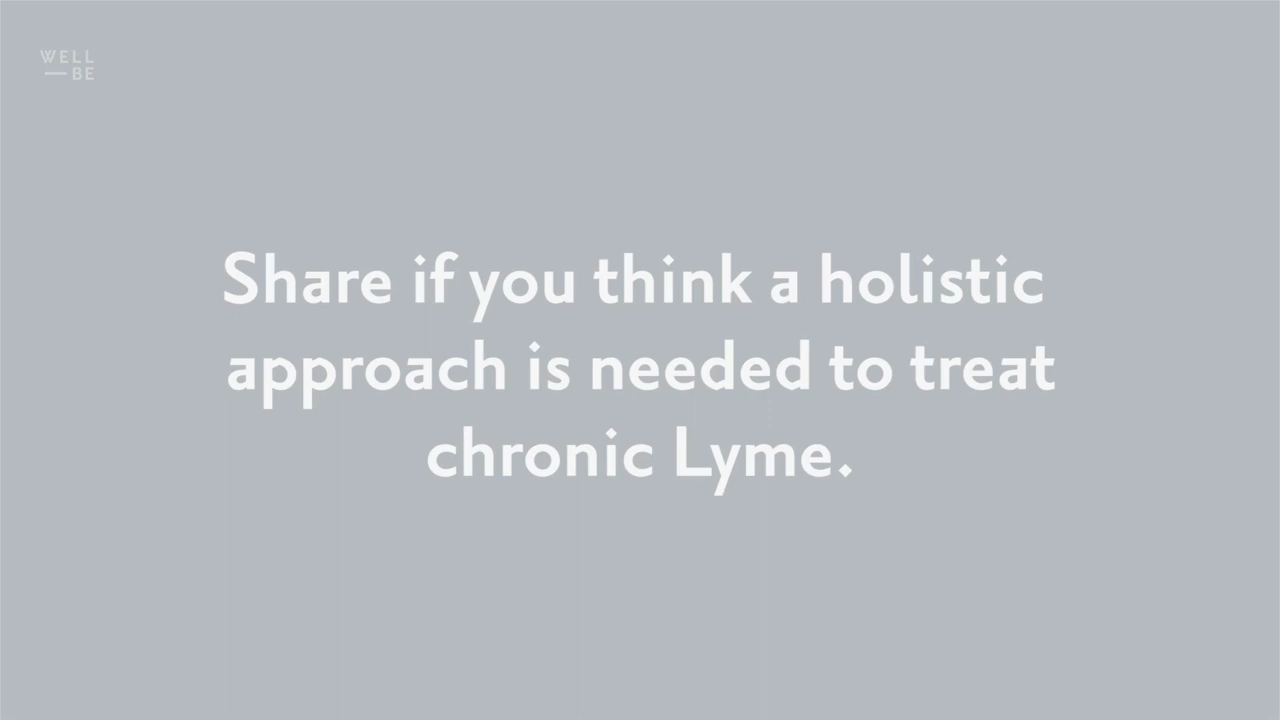 WELL
—BE
Share if you think a holistic
approach is needed to treat
chronic Lyme.